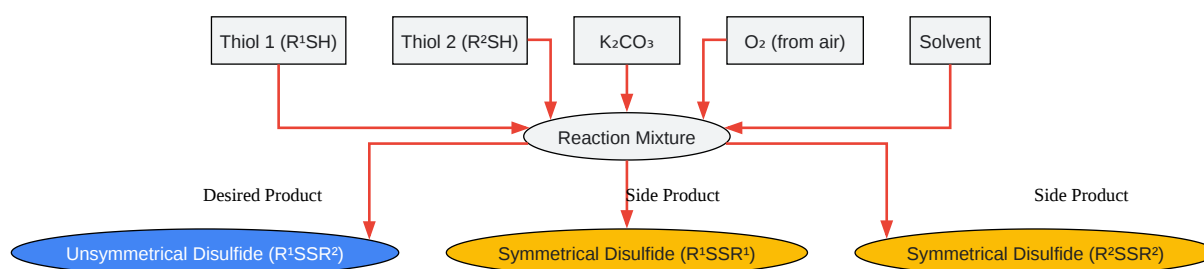 Thiol 1 (R¹SH)
Thiol 2 (R²SH)
K₂CO₃
O₂ (from air)
Solvent
Reaction Mixture
Desired Product
Side Product
Side Product
Unsymmetrical Disulfide (R¹SSR²)
Symmetrical Disulfide (R¹SSR¹)
Symmetrical Disulfide (R²SSR²)